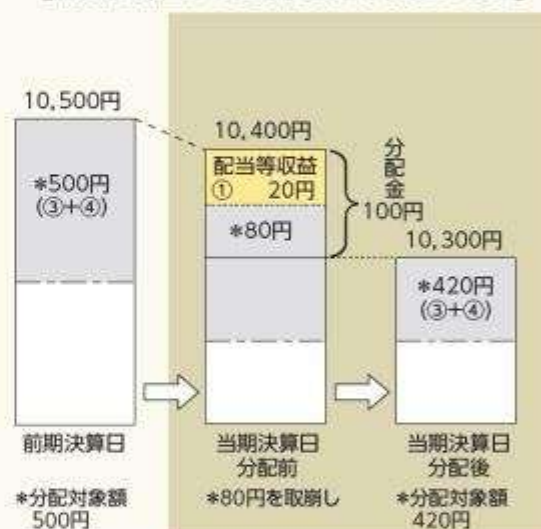 10,500円
*500円
(③+④)
前期決算日
*分配対象額
500円
10,400円
配当等収益
① 20円
*80円
分配金
100円
当期決算日
分配前
*80円を取崩し
10,300円
*420円
(③+④)
当期決算日
分配後
*分配対象額
420円